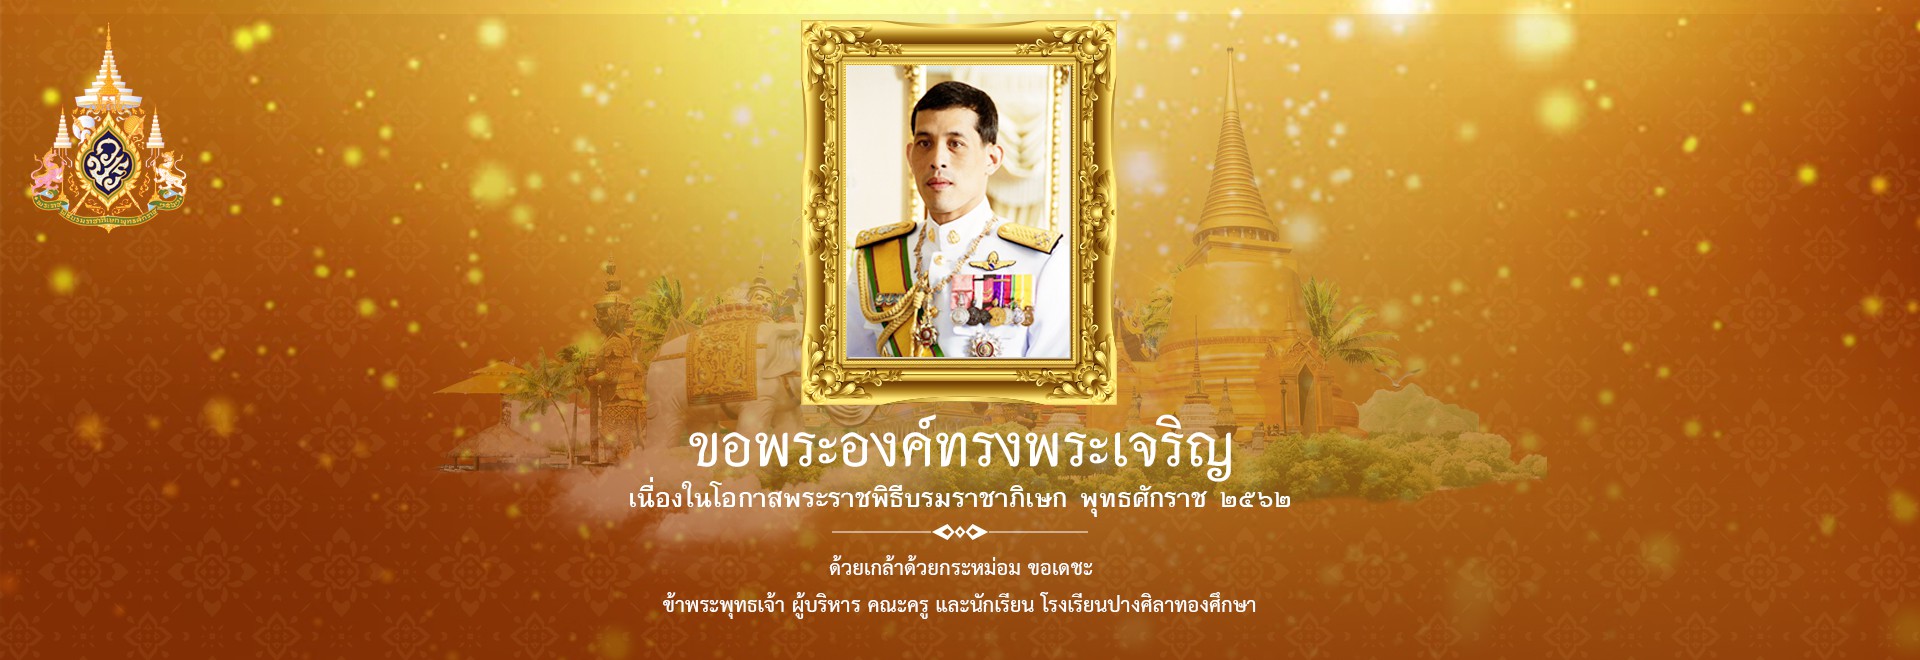 ขอพระองค์ทรงพระเจริญ
เนื่องในโอกาสพระราชพิธีบรมราชาภิเษก พุทธศักราช ๒๕๖๒
ด้วยเกล้าด้วยกระหม่อม ขอเดชะ
ข้าพระพุทธเจ้า ผู้บริหาร คณะครู และนักเรียน โรงเรียนปางศิลาทองศึกษา